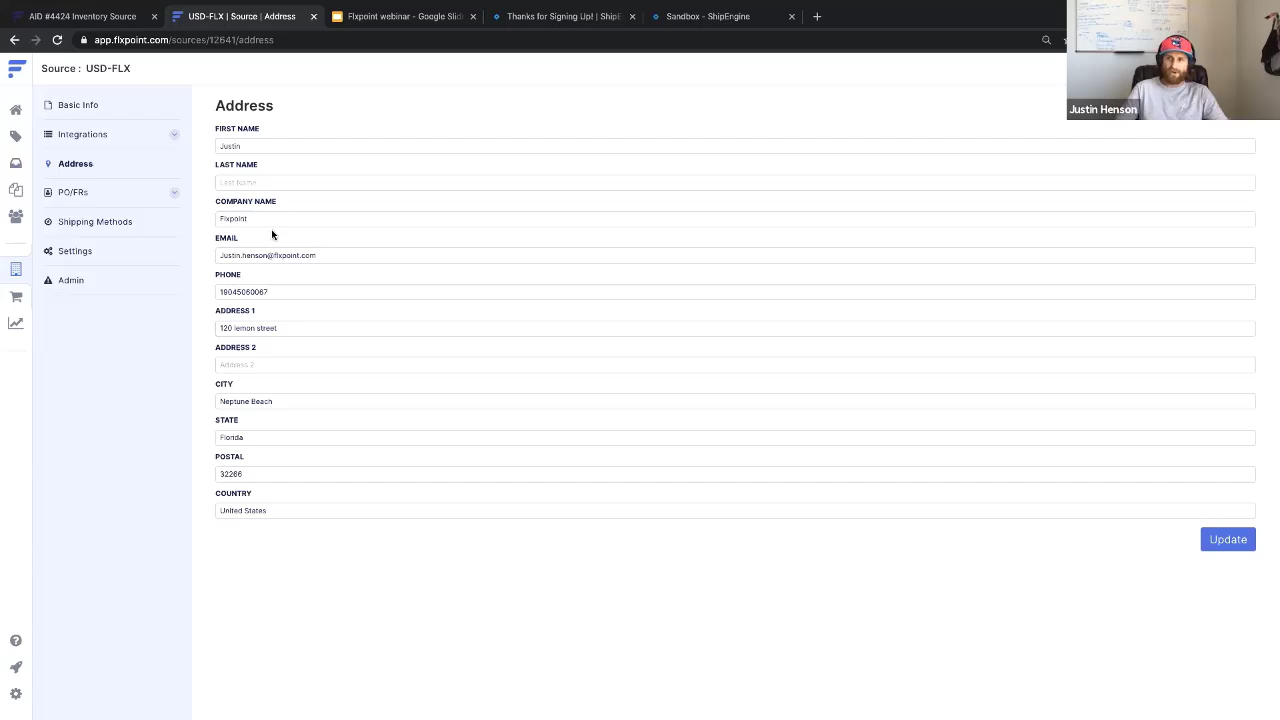 AID #4424 Inventory Source
USD-FLX | Source | Address
Flxpoint webinar - Google Slid
Thanks for Signing Up! | ShipE
Sandbox - ShipEngine
app.flxpoint.com/sources/12641/address
Source : USD-FLX
Justin Henson
Basic Info
Integrations
Address
PO/FRs
Shipping Methods
Settings
Admin
Address
FIRST NAME
Justin
LAST NAME
Last Name
COMPANY NAME
Flxpoint
EMAIL
Justin.henson@flxpoint.com
PHONE
19045060067
ADDRESS 1
120 lemon street
ADDRESS 2
Address 2
CITY
Neptune Beach
STATE
Florida
POSTAL
32266
COUNTRY
United States
Update